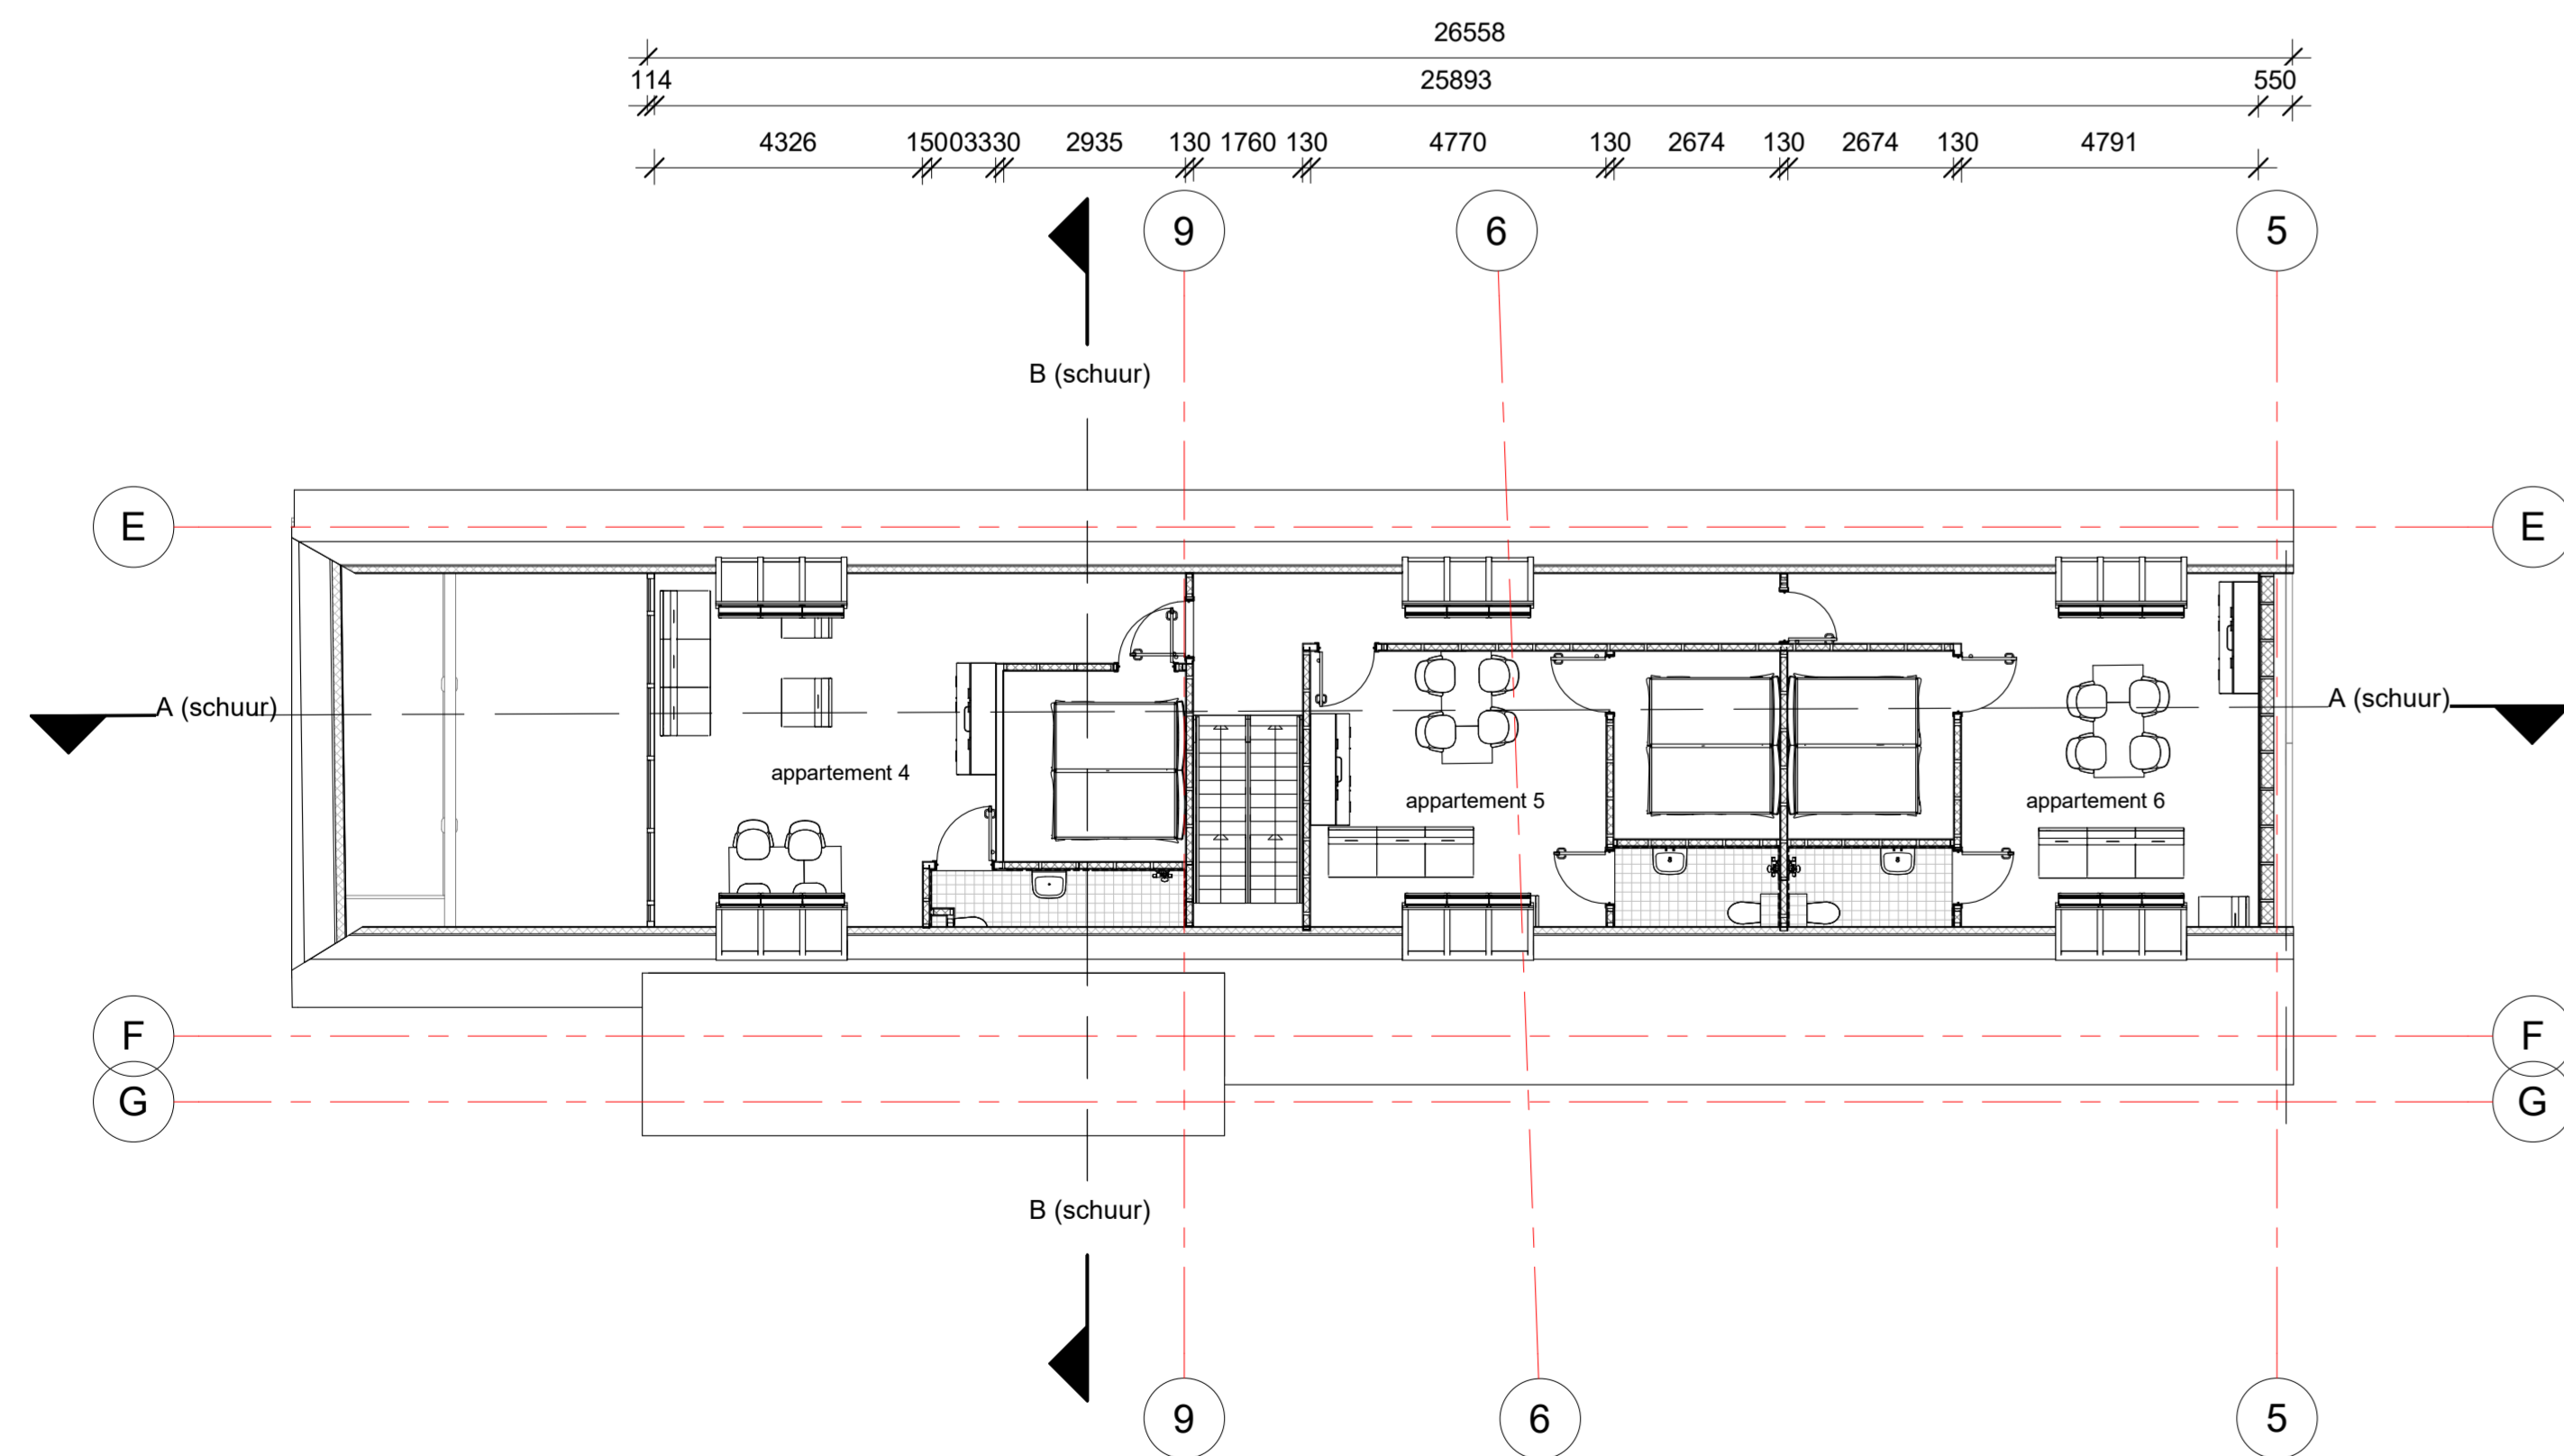 26558
114 25893 550
4326 15003330 2935 130 1760 130 4770 130 2674 130 2674 130 4791
9 6 5
B (schuur)
E E
A (schuur) A (schuur)
appartement 4
appartement 5 appartement 6
F F
G G
B (schuur)
9 6 5